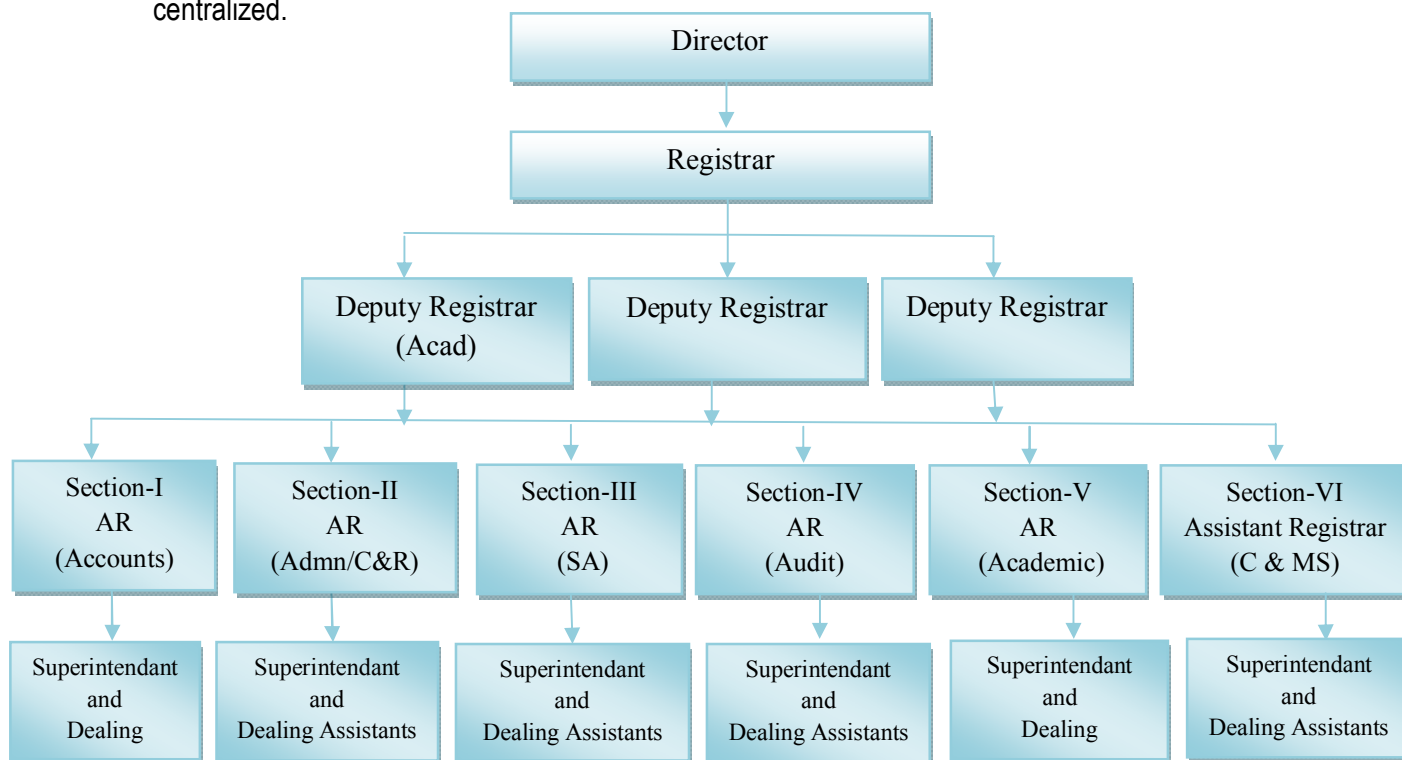 centralized.
Director
Registrar
Deputy Registrar
(Acad)
Deputy Registrar
Deputy Registrar
Section-I
AR
(Accounts)
Section-II
AR
(Admn/C&R)
Section-III
AR
(SA)
Section-IV
AR
(Audit)
Section-V
AR
(Academic)
Section-VI
Assistant Registrar
(C & MS)
Superintendant
and
Dealing
Superintendant
and
Dealing Assistants
Superintendant
and
Dealing Assistants
Superintendant
and
Dealing Assistants
Superintendant
and
Dealing
Superintendant
and
Dealing Assistants